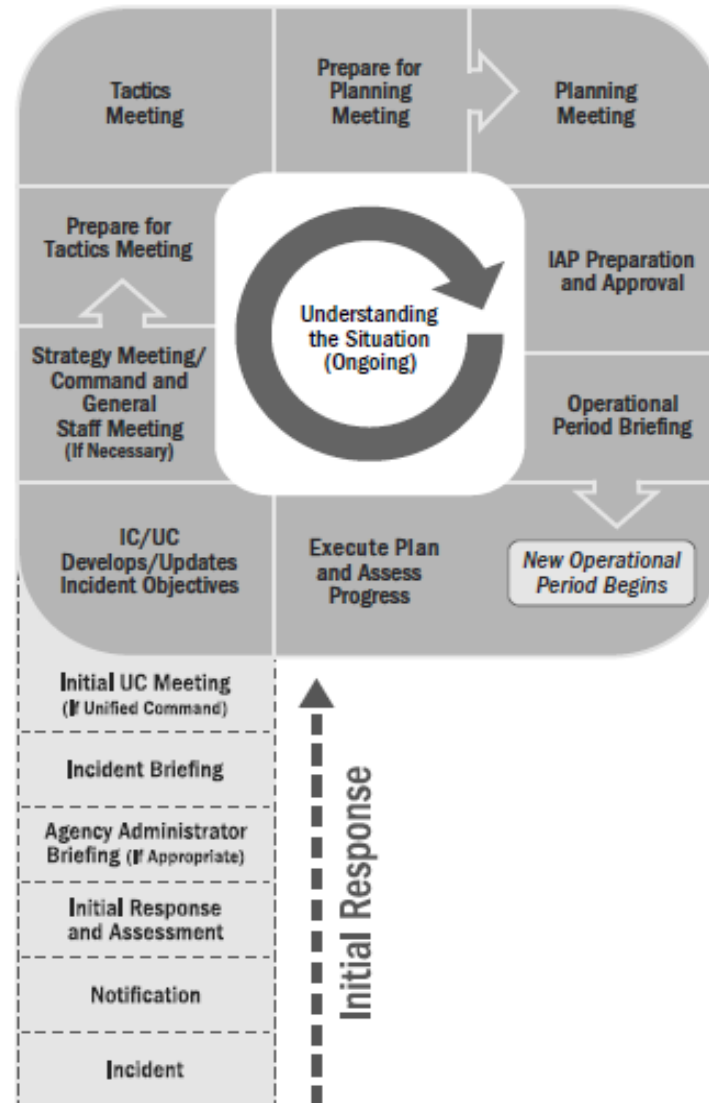 Tactics
Meeting
Prepare for
Planning
Meeting
Planning
Meeting
Prepare for
Tactics Meeting
IAP Preparation
and Approval
Understanding
the Situation
(Ongoing)
Strategy Meeting/
Command and
General
Staff Meeting
(If Necessary)
Operational
Period Briefing
IC/UC
Develops/Updates
Incident Objectives
Execute Plan
and Assess
Progress
New Operational
Period Begins
Initial UC Meeting
(If Unified Command)
Incident Briefing
Agency Administrator
Briefing (If Appropriate)
Initial Response
and Assessment
Notification
Incident
Initial Response